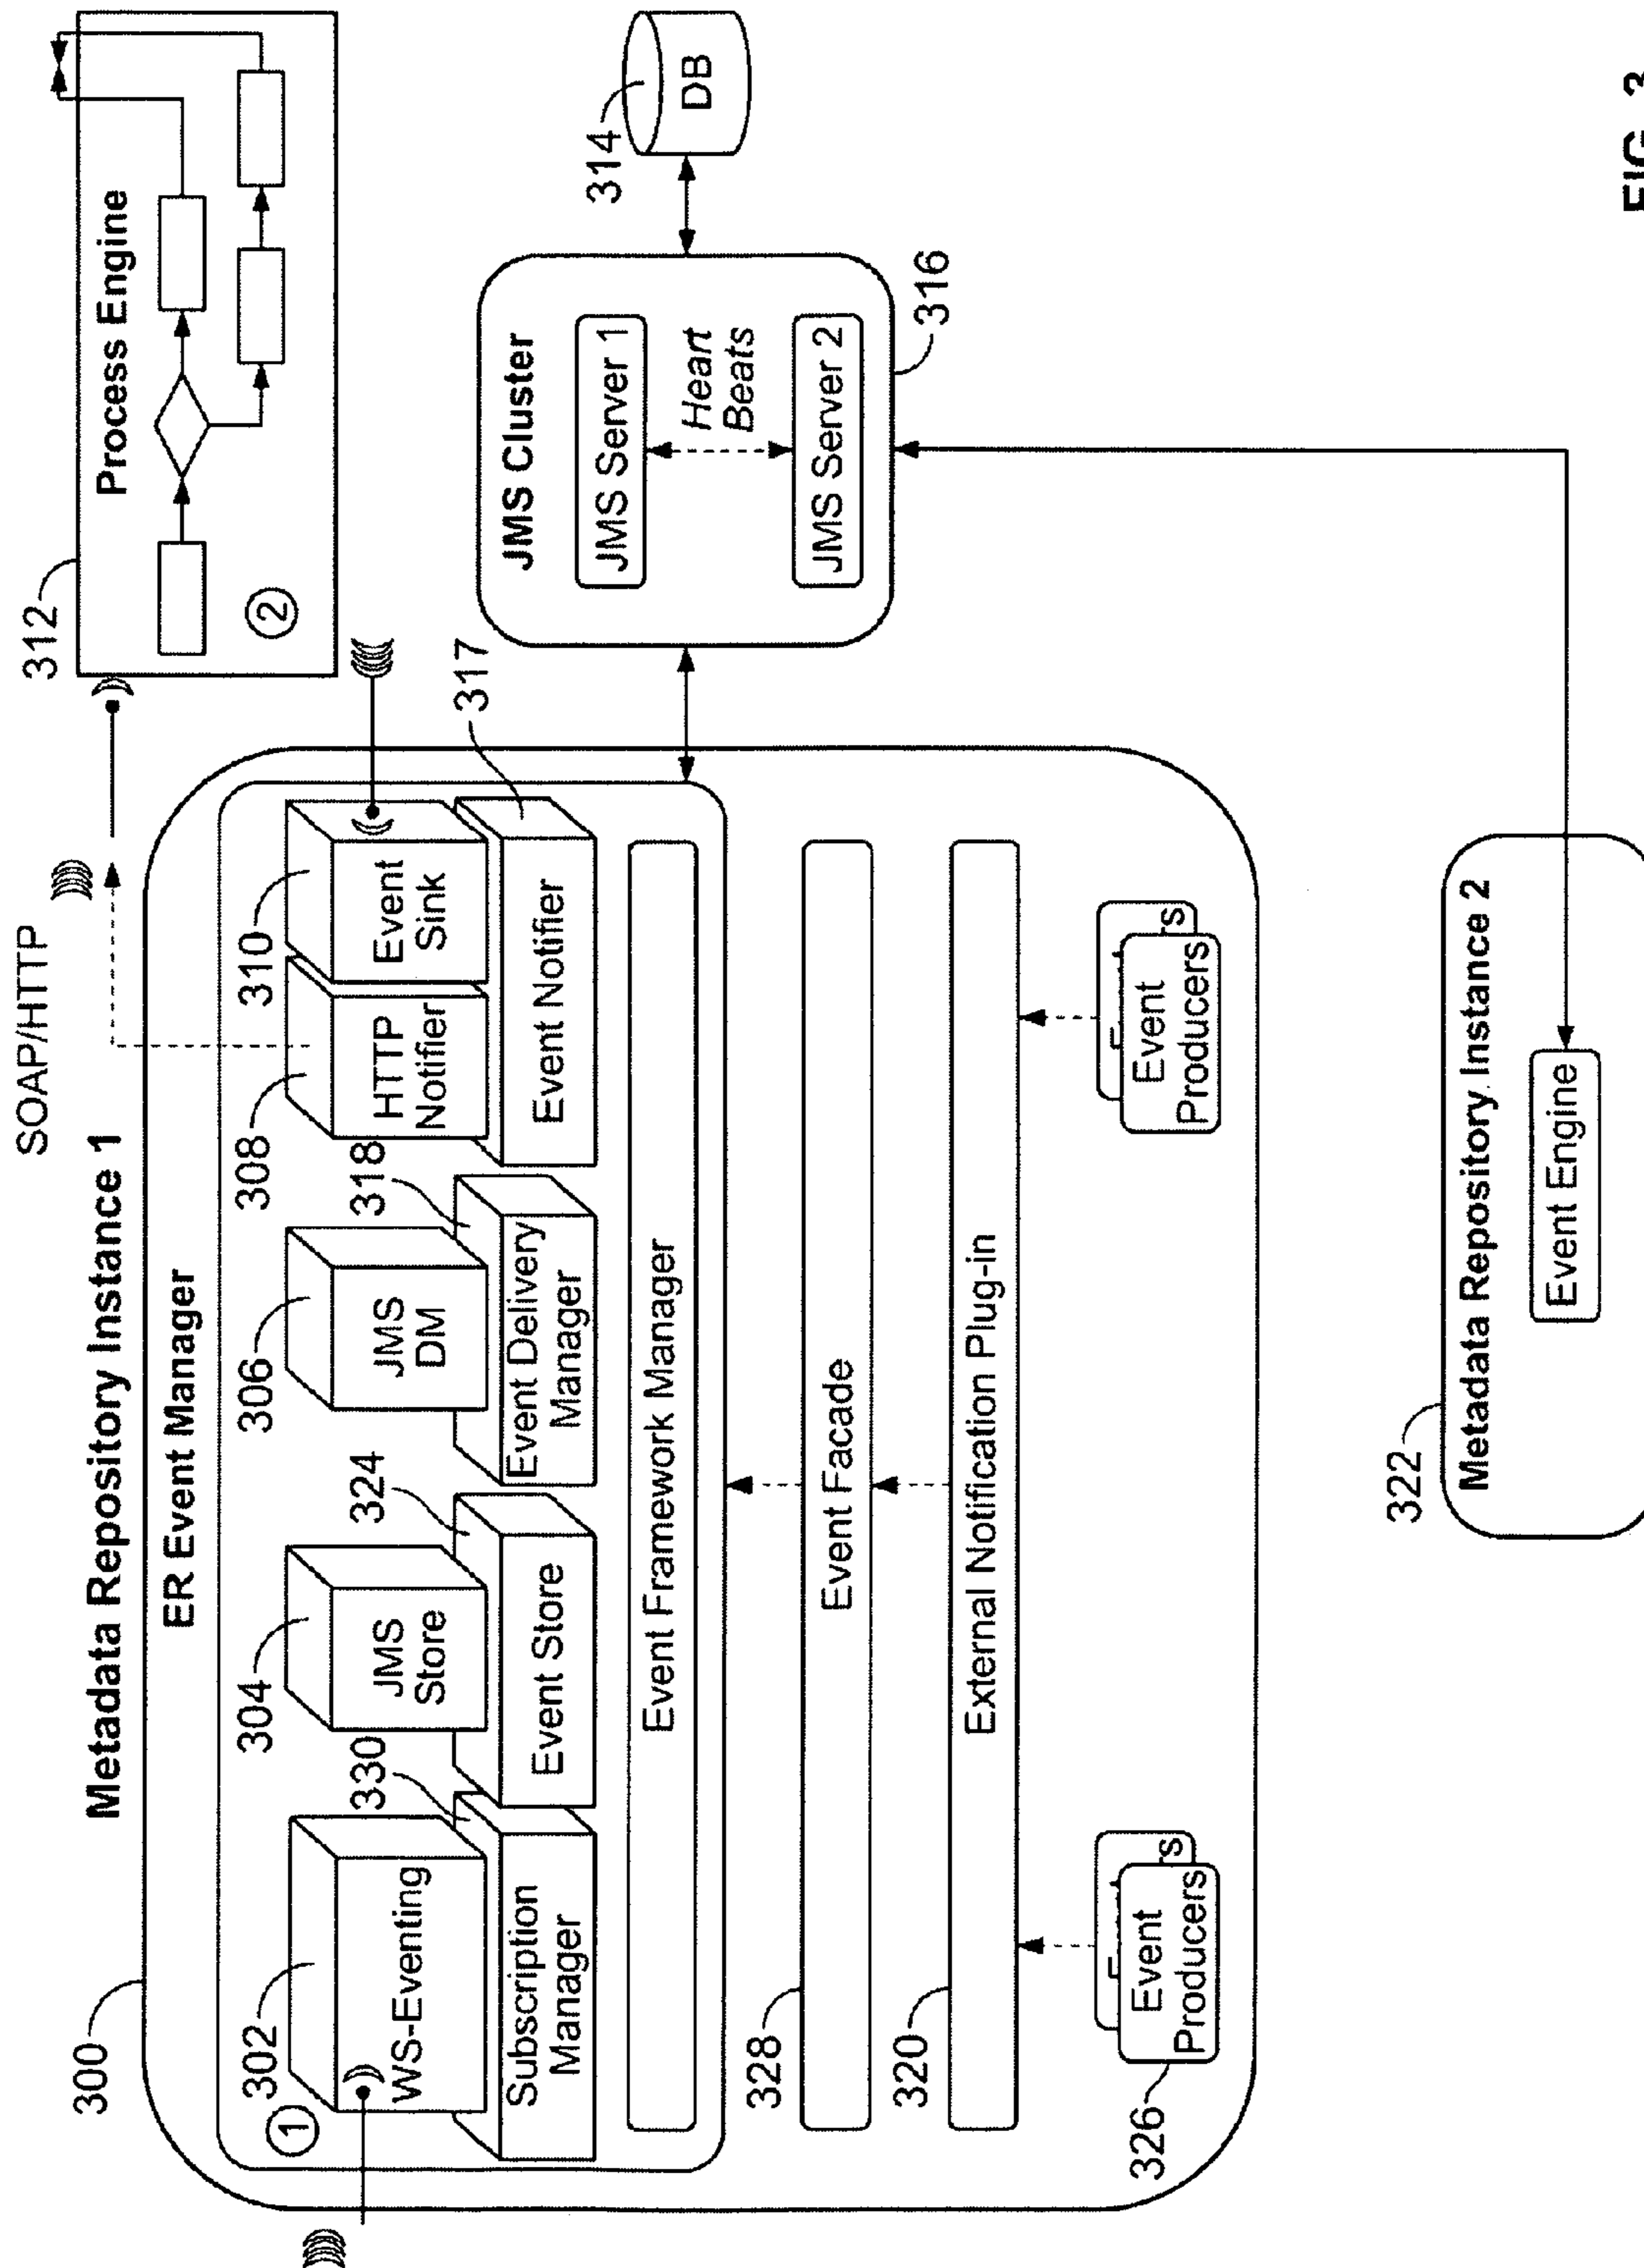 SOAP/HTTP
Metadata Repository Instance 1
300
ER Event Manager
1
302
WS-Eventing
330
Subscription
Manager
304
JMS
Store
324
Event Store
306
JMS
DM
318
Event Delivery
Manager
308
HTTP
Notifier
310
Event
Sink
317
Event Notifier
Event Framework Manager
328
Event Facade
320
External Notification Plug-in
326
Event
Producers
Event
Producers
312
Process Engine
2
JMS Cluster
JMS Server 1
Heart
Beats
JMS Server 2
316
314
DB
322
Metadata Repository Instance 2
Event Engine